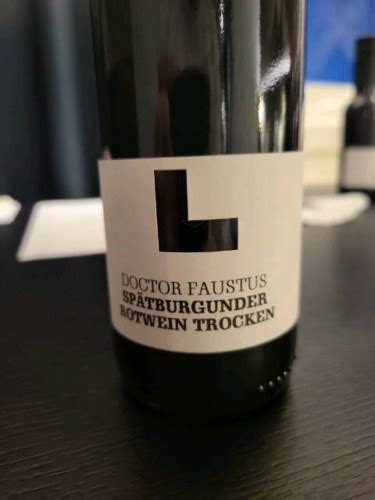 L
DOCTOR FAUSTUS
SPÄTBURGUNDER
ROTWEIN TROCKEN